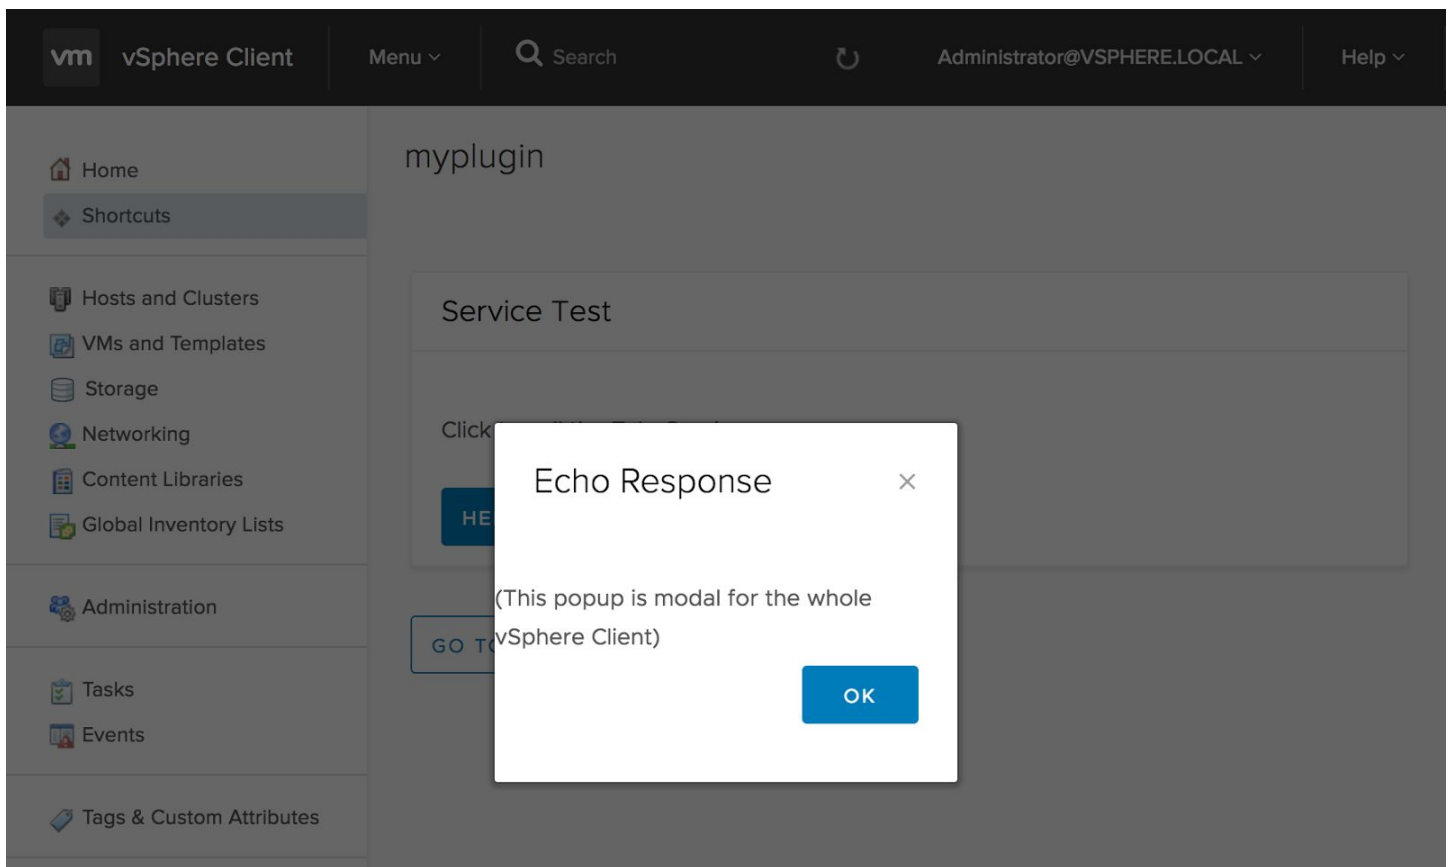 vm vSphere Client Menu Search Administrator@VSPHERE.LOCAL Help
Home
Shortcuts
Hosts and Clusters
VMs and Templates
Storage
Networking
Content Libraries
Global Inventory Lists
Administration
Tasks
Events
Tags & Custom Attributes
myplugin
Service Test
Click
HE
GO TO
Echo Response
(This popup is modal for the whole
vSphere Client)
OK